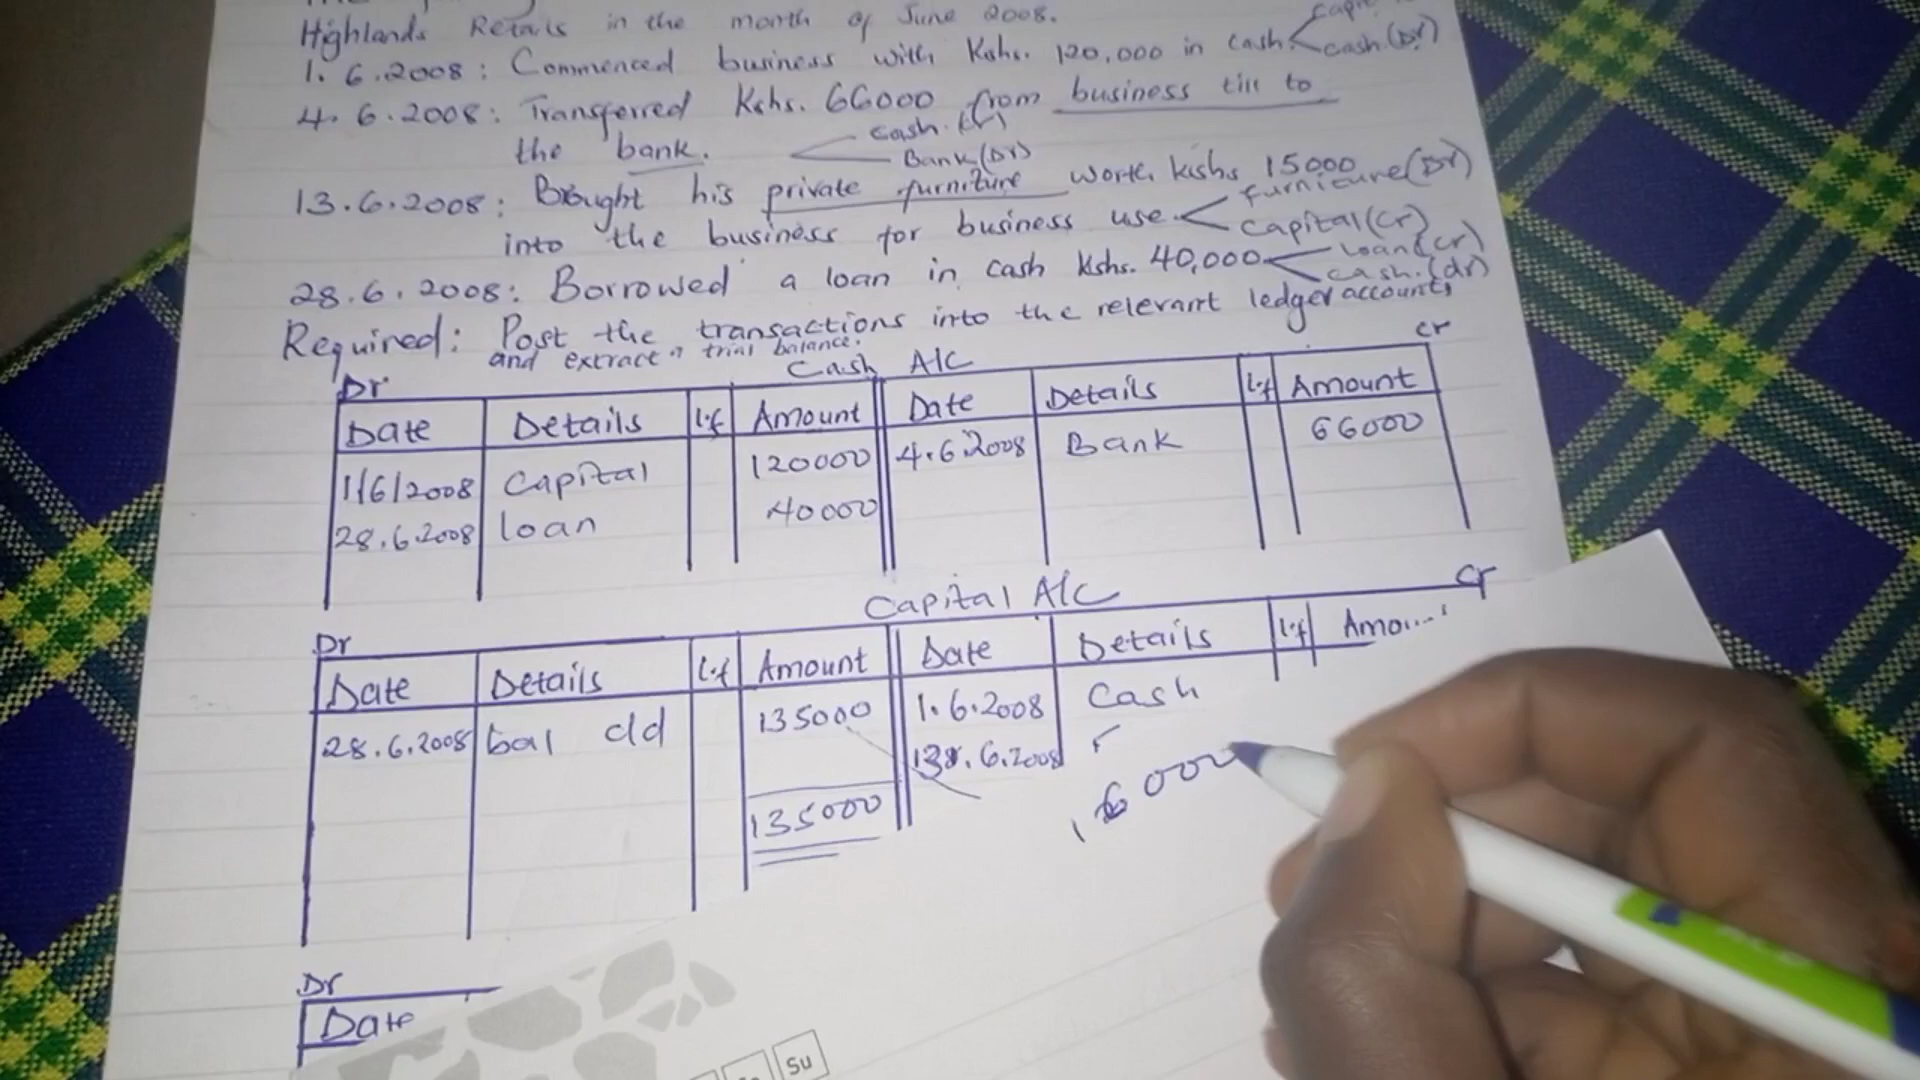 Highlands Retails in the month of June 2008.
1. 6.2008: Commenced business with Kshs. 120,000 in cash cash (Dr)
4. 6.2008: Transferred Kshs. 66000 from business till to
the bank. cash (cr)
Bank (Dr)
13.6.2008: Brought his private furniture worth kshs 15000 furniture (Dr)
into the business for business use Capital (Cr)
28.6.2008: Borrowed a loan in cash Kshs. 40,000 loan (cr)
cash. (dr)
Required: Post the transactions into the relevant ledger accounts
and extract a trial balance.
Dr Cash A/C cr
Date Details l.f Amount Date Details l.f Amount
1/6/2008 Capital 120000 4.6.2008 Bank 66000
28.6.2008 loan 40000
Dr Capital A/C Cr
Date Details l.f Amount Date Details l.f
28.6.2008 bal c/d 135000 1.6.2008 Cash
135000
Dr
Date
Su